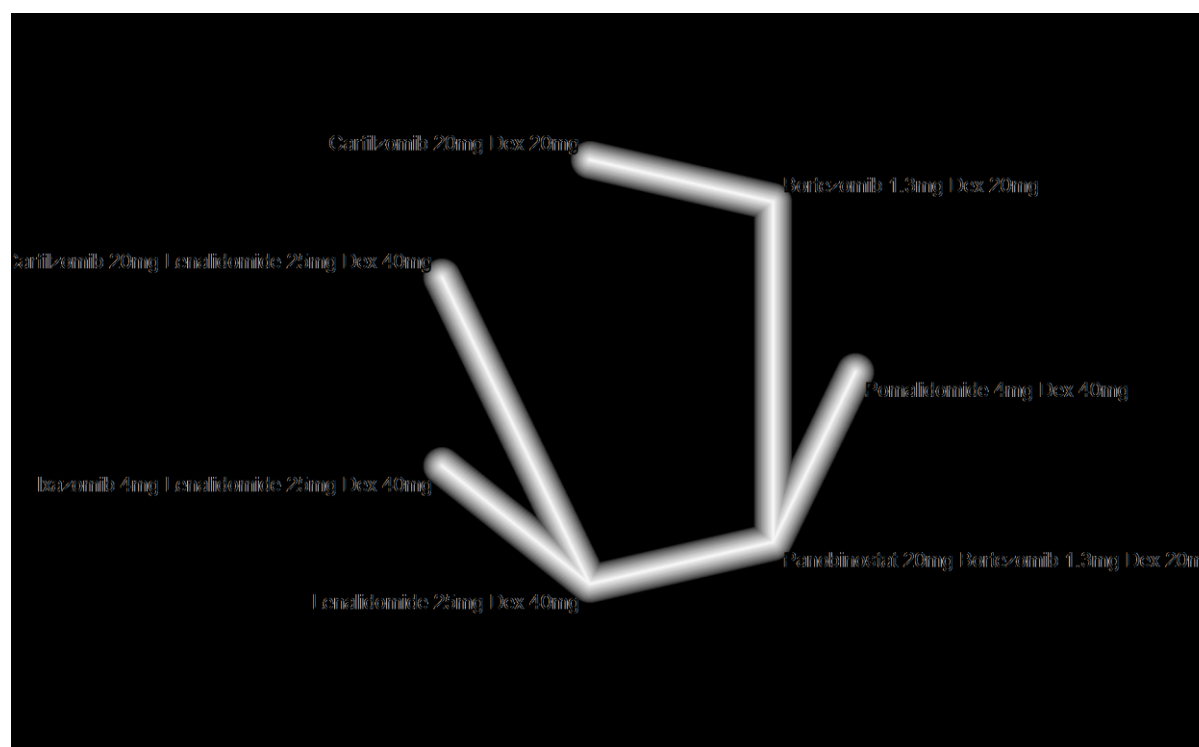 Carfilzomib 20mg Dex 20mg
Bortezomib 1.3mg Dex 20mg
Carfilzomib 20mg Lenalidomide 25mg Dex 40mg
Pomalidomide 4mg Dex 40mg
Ixazomib 4mg Lenalidomide 25mg Dex 40mg
Panobinostat 20mg Bortezomib 1.3mg Dex 20m
Lenalidomide 25mg Dex 40mg